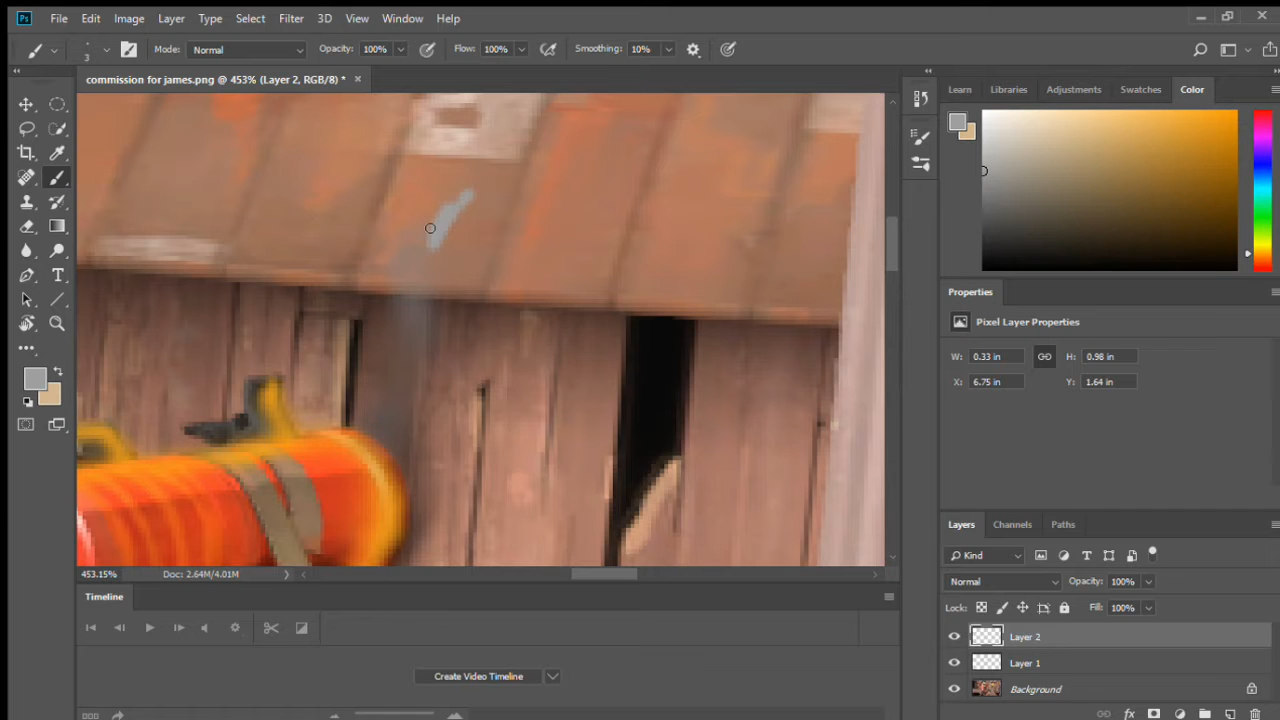 Ps File Edit Image Layer Type Select Filter 3D View Window Help
3 Mode: Normal Opacity: 100% Flow: 100% Smoothing: 10%
commission for james.png @ 453% (Layer 2, RGB/8) *
Learn Libraries Adjustments Swatches Color
Properties
Pixel Layer Properties
W: 0.33 in H: 0.98 in
X: 6.75 in Y: 1.64 in
Layers Channels Paths
Kind
Normal Opacity: 100%
Lock: Fill: 100%
Layer 2
Layer 1
Background
453.15% Doc: 2.64M/4.01M
Timeline
Create Video Timeline